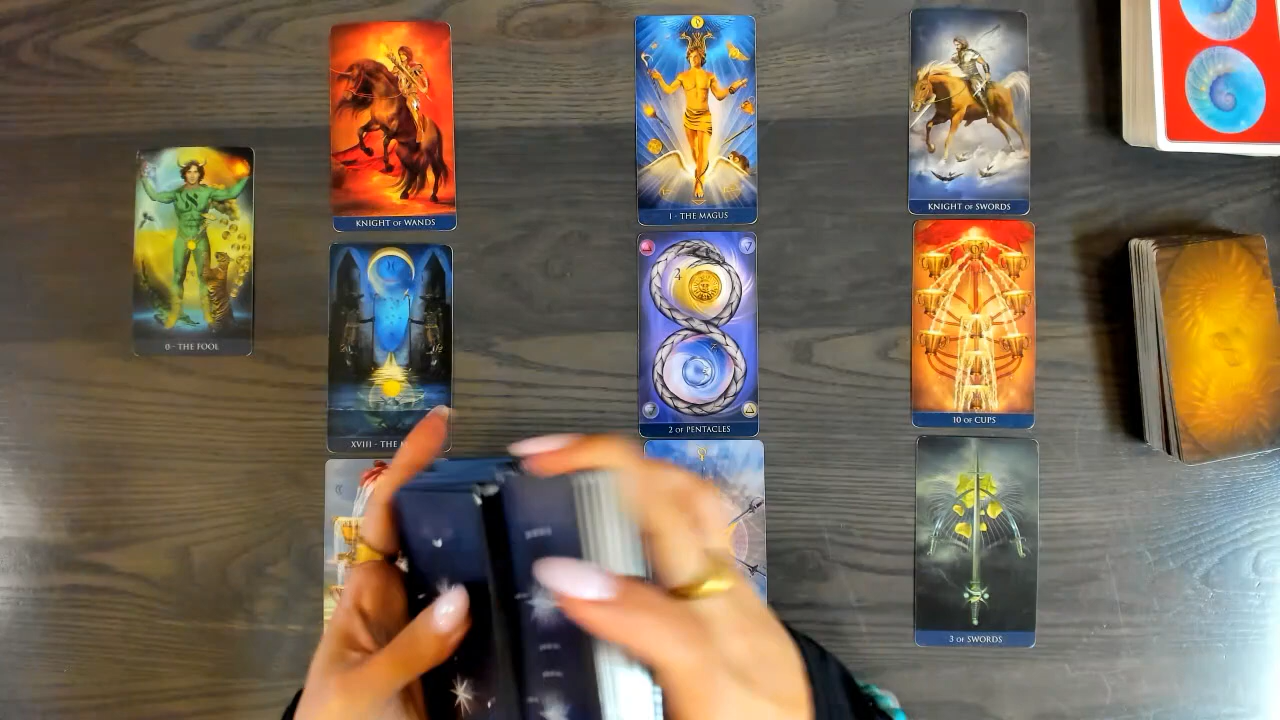 KNIGHT OF WANDS
I - THE MAGUS
KNIGHT OF SWORDS
0 - THE FOOL
XVIII - THE M
2 OF PENTACLES
10 OF CUPS
3 OF SWORDS